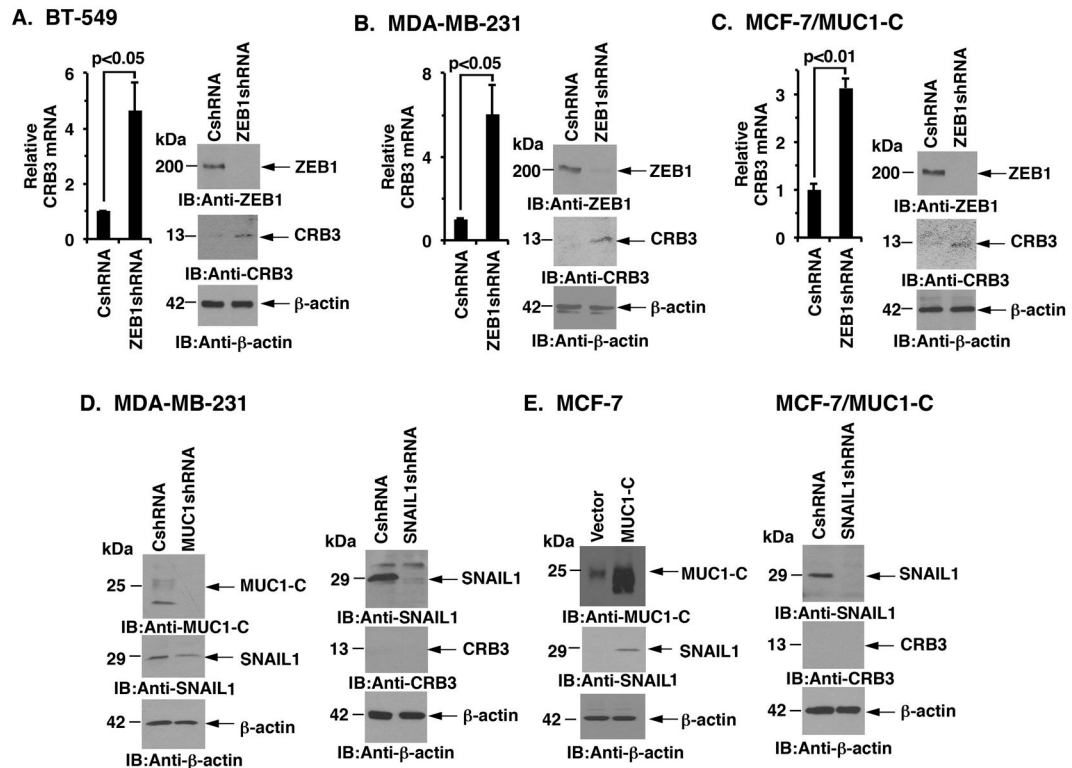 A. BT-549
p<0.05
Relative
CRB3 mRNA
6
4
2
0
CshRNA
ZEB1shRNA
kDa
CshRNA
ZEB1shRNA
200
ZEB1
IB:Anti-ZEB1
13
CRB3
IB:Anti-CRB3
42
β-actin
IB:Anti-β-actin
B. MDA-MB-231
p<0.05
Relative
CRB3 mRNA
8
4
0
CshRNA
ZEB1shRNA
kDa
CshRNA
ZEB1shRNA
200
ZEB1
IB:Anti-ZEB1
13
CRB3
IB:Anti-CRB3
42
β-actin
IB:Anti-β-actin
C. MCF-7/MUC1-C
p<0.01
Relative
CRB3 mRNA
3
2
1
0
CshRNA
ZEB1shRNA
kDa
CshRNA
ZEB1shRNA
200
ZEB1
IB:Anti-ZEB1
13
CRB3
IB:Anti-CRB3
42
β-actin
IB:Anti-β-actin
D. MDA-MB-231
kDa
CshRNA
MUC1shRNA
25
MUC1-C
IB:Anti-MUC1-C
29
SNAIL1
IB:Anti-SNAIL1
42
β-actin
IB:Anti-β-actin
CshRNA
SNAIL1shRNA
29
SNAIL1
IB:Anti-SNAIL1
13
CRB3
IB:Anti-CRB3
42
β-actin
IB:Anti-β-actin
E. MCF-7
kDa
Vector
MUC1-C
25
MUC1-C
IB:Anti-MUC1-C
29
SNAIL1
IB:Anti-SNAIL1
42
β-actin
IB:Anti-β-actin
MCF-7/MUC1-C
kDa
CshRNA
SNAIL1shRNA
29
SNAIL1
IB:Anti-SNAIL1
13
CRB3
IB:Anti-CRB3
42
β-actin
IB:Anti-β-actin